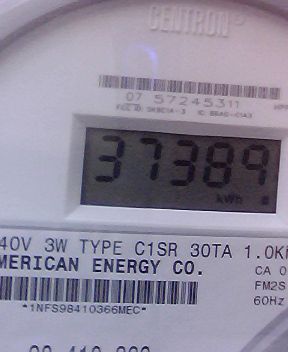 CENTRON
07 57245311
37389
kWh
40V 3W TYPE C1SR 30TA 1.0K
MERICAN ENERGY CO.
CA 0
FM2S
60Hz
*1NFS98410366MEC*